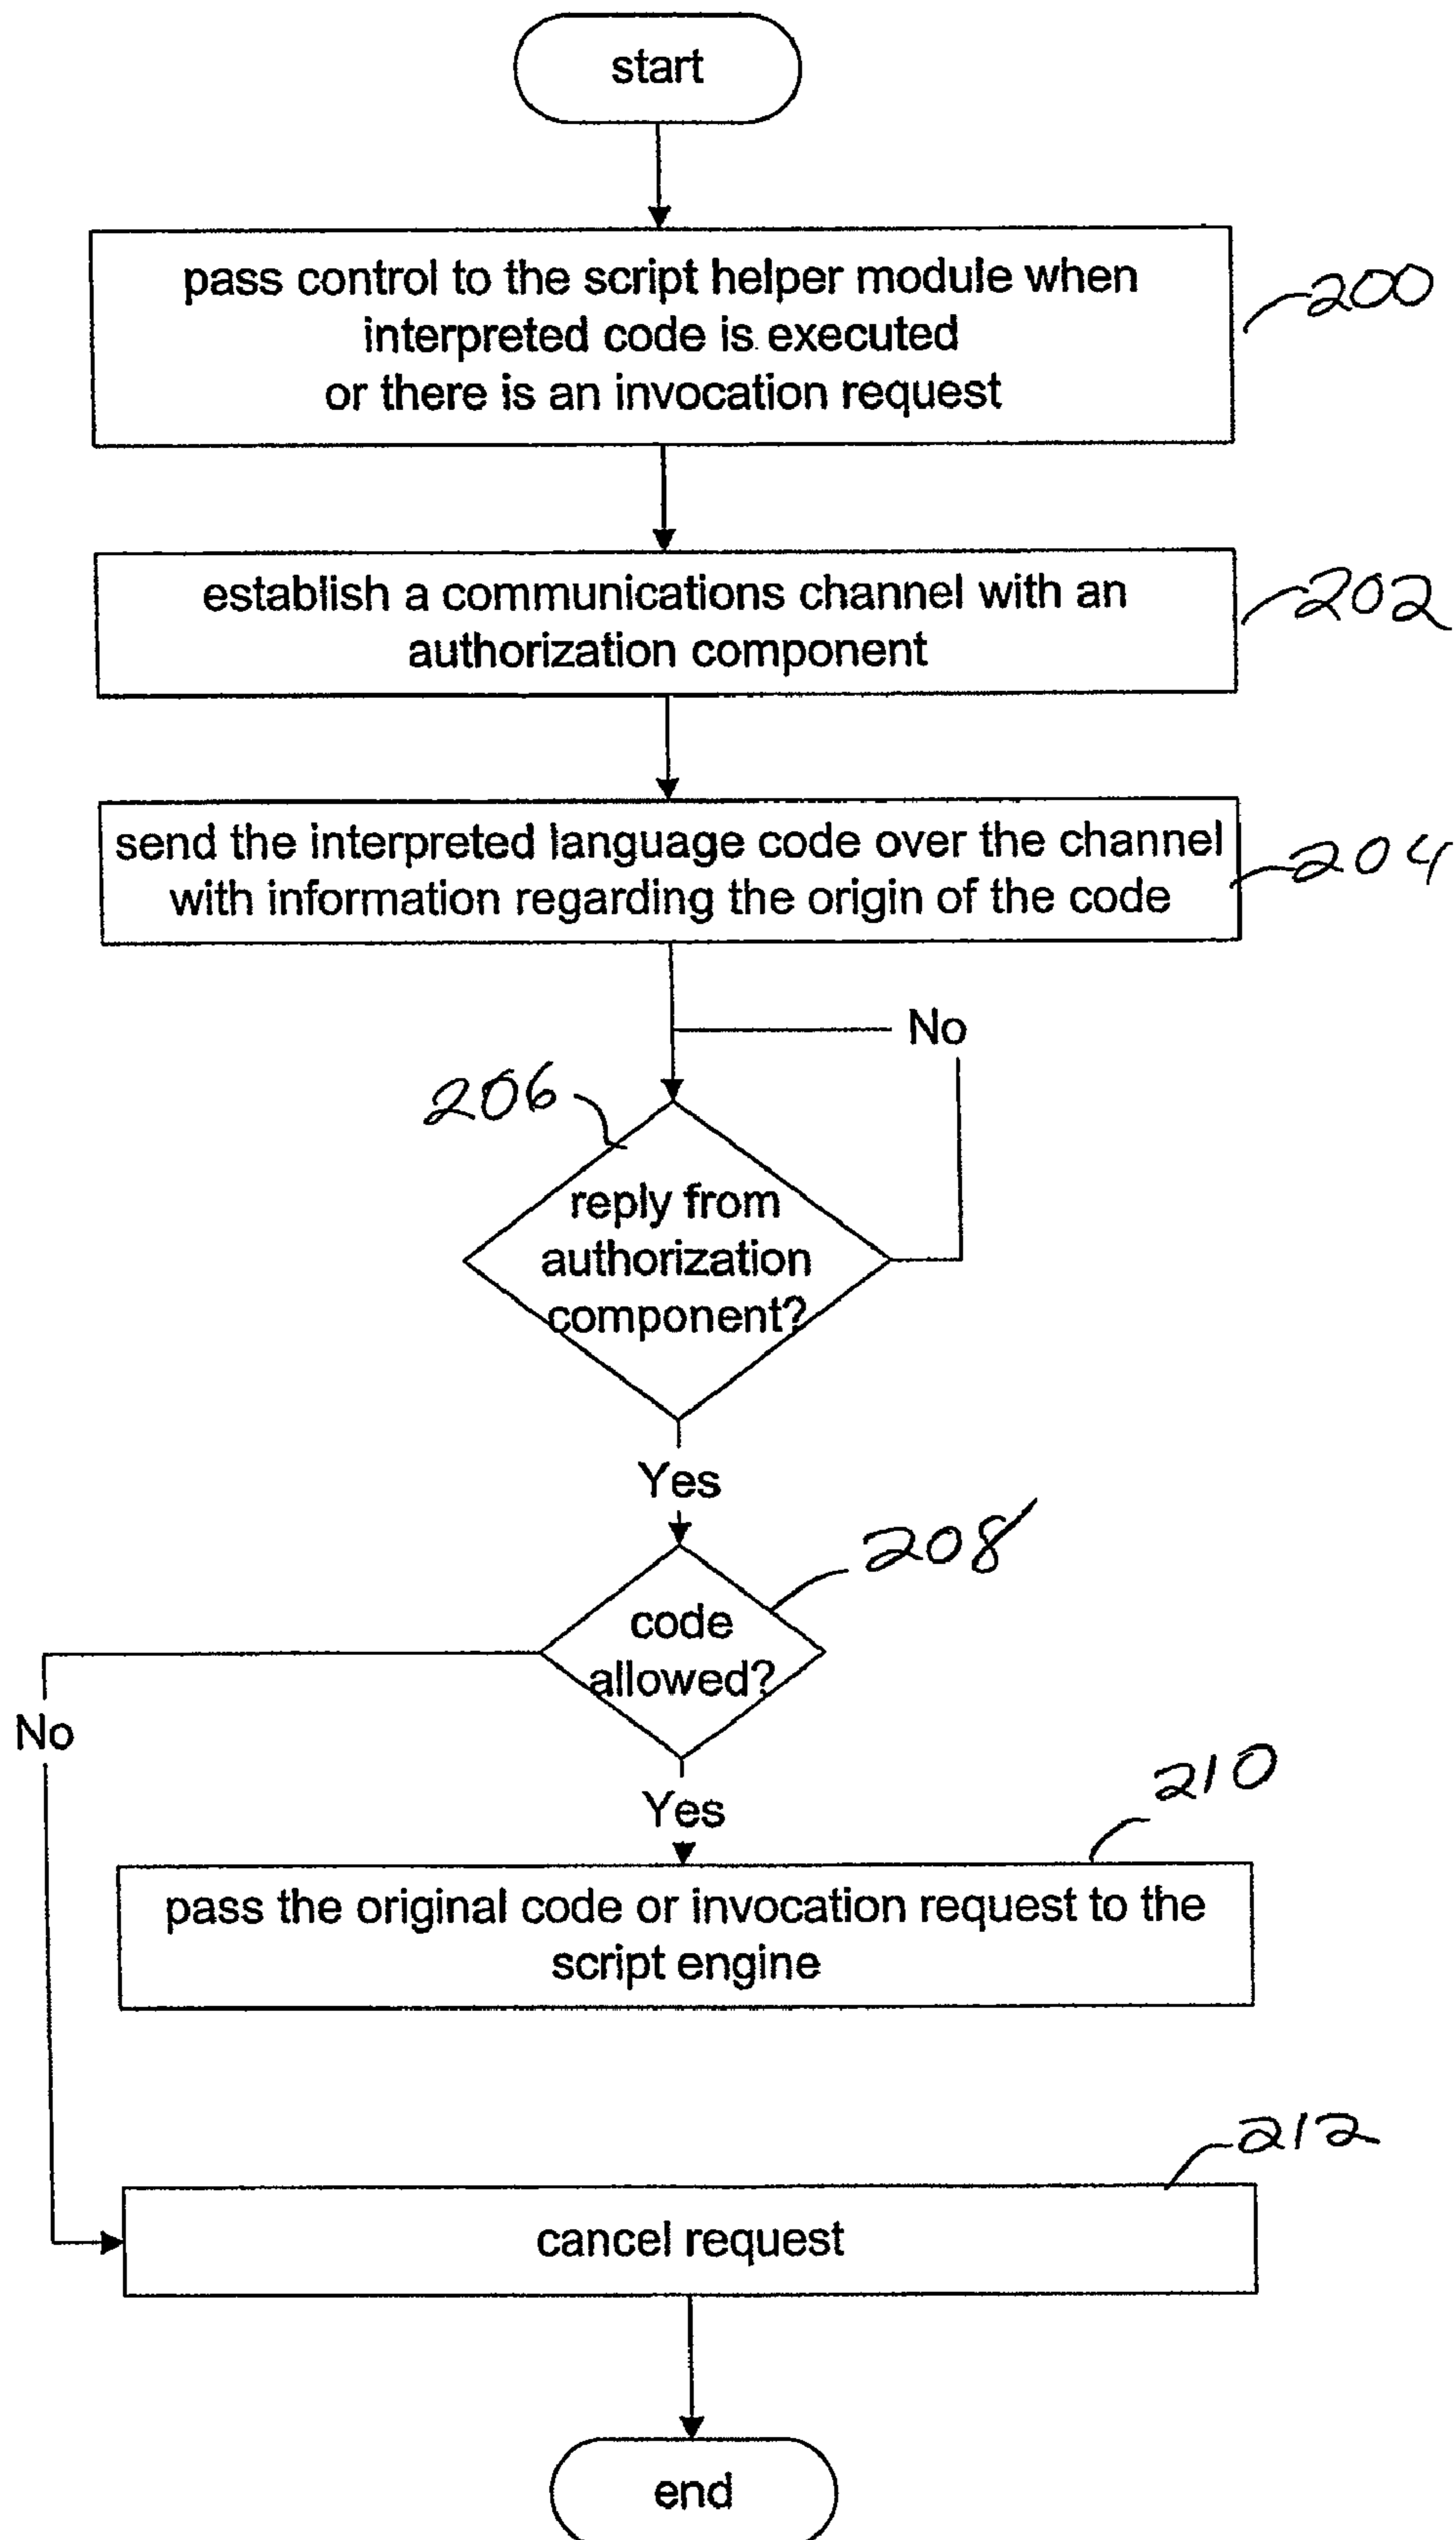 start
pass control to the script helper module when
interpreted code is executed
or there is an invocation request
200
establish a communications channel with an
authorization component
202
send the interpreted language code over the channel
with information regarding the origin of the code
204
No
206
reply from
authorization
component?
Yes
208
code
allowed?
No
Yes
210
pass the original code or invocation request to the
script engine
212
cancel request
end